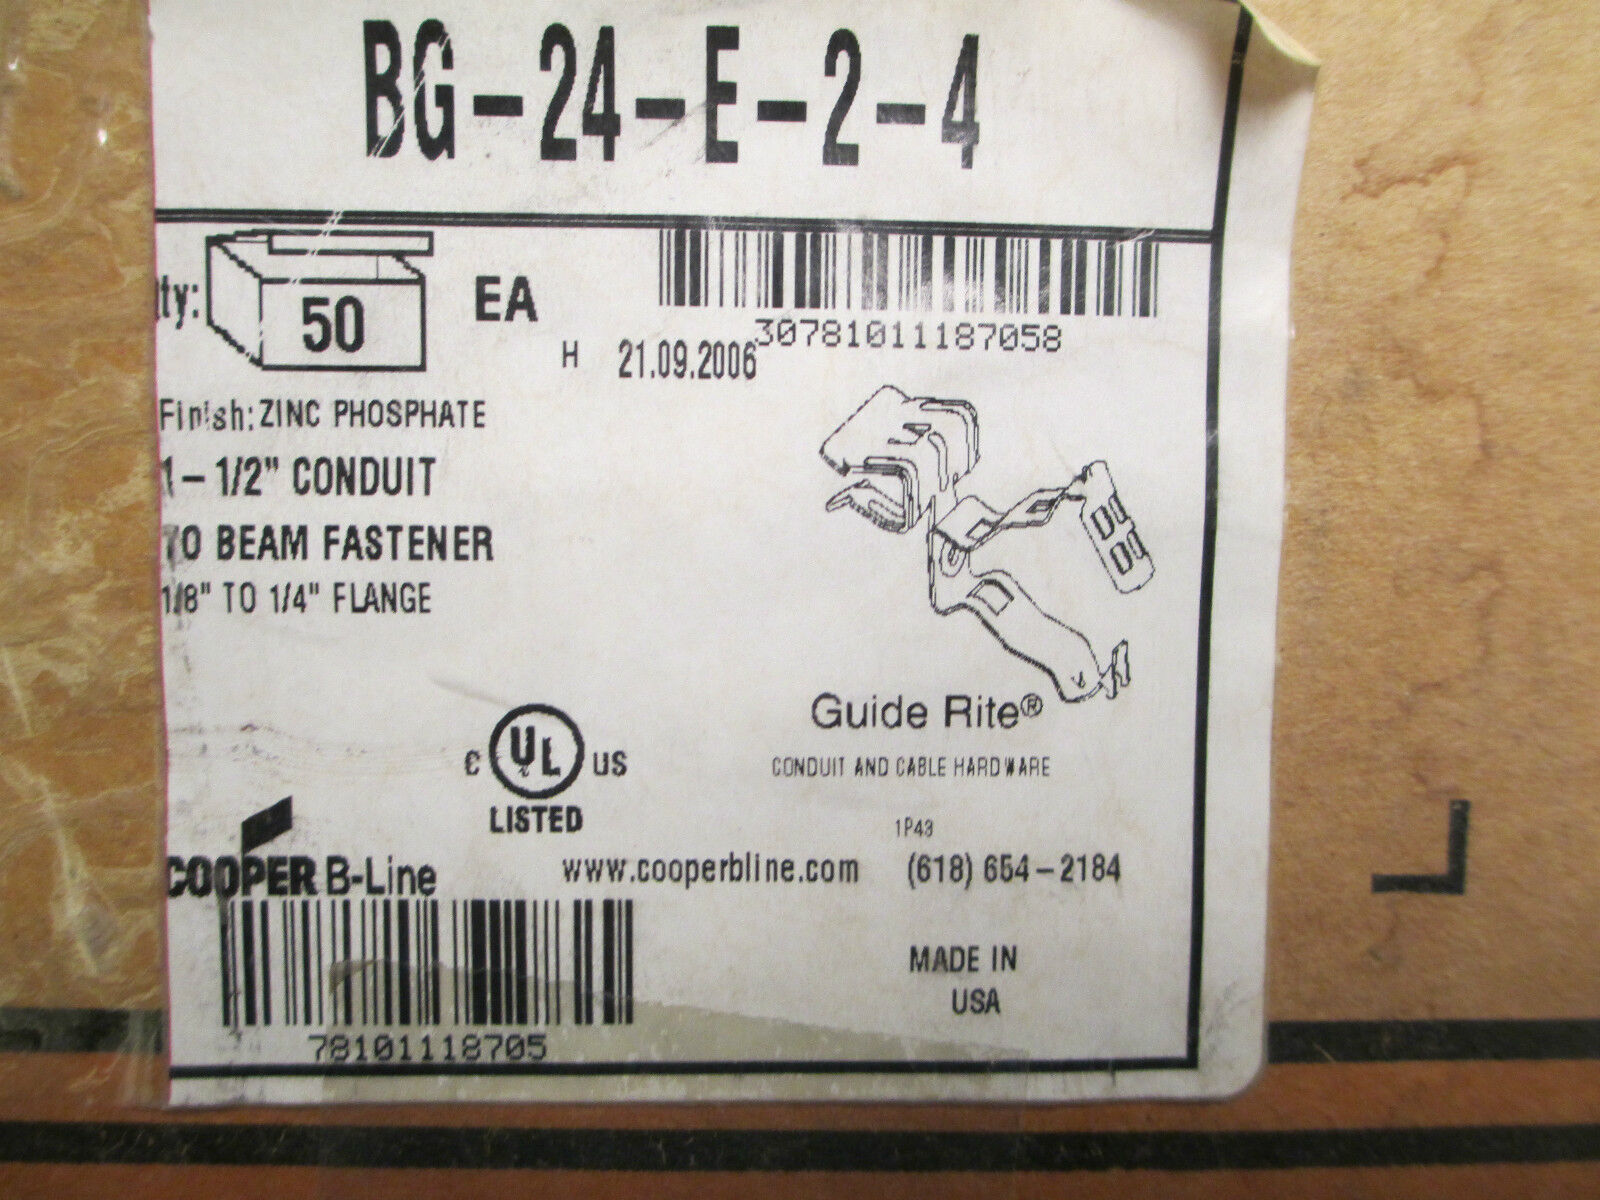 BG-24-E-2-4
ty:
50
EA
30781011187058
H 21.09.2006
Finish: ZINC PHOSPHATE
1-1/2" CONDUIT
TO BEAM FASTENER
1/8" TO 1/4" FLANGE
Guide Rite®
CONDUIT AND CABLE HARDWARE
C UL US
LISTED
1P43
COOPER B-Line
www.cooperbline.com (618) 654-2184
78101118705
MADE IN
USA